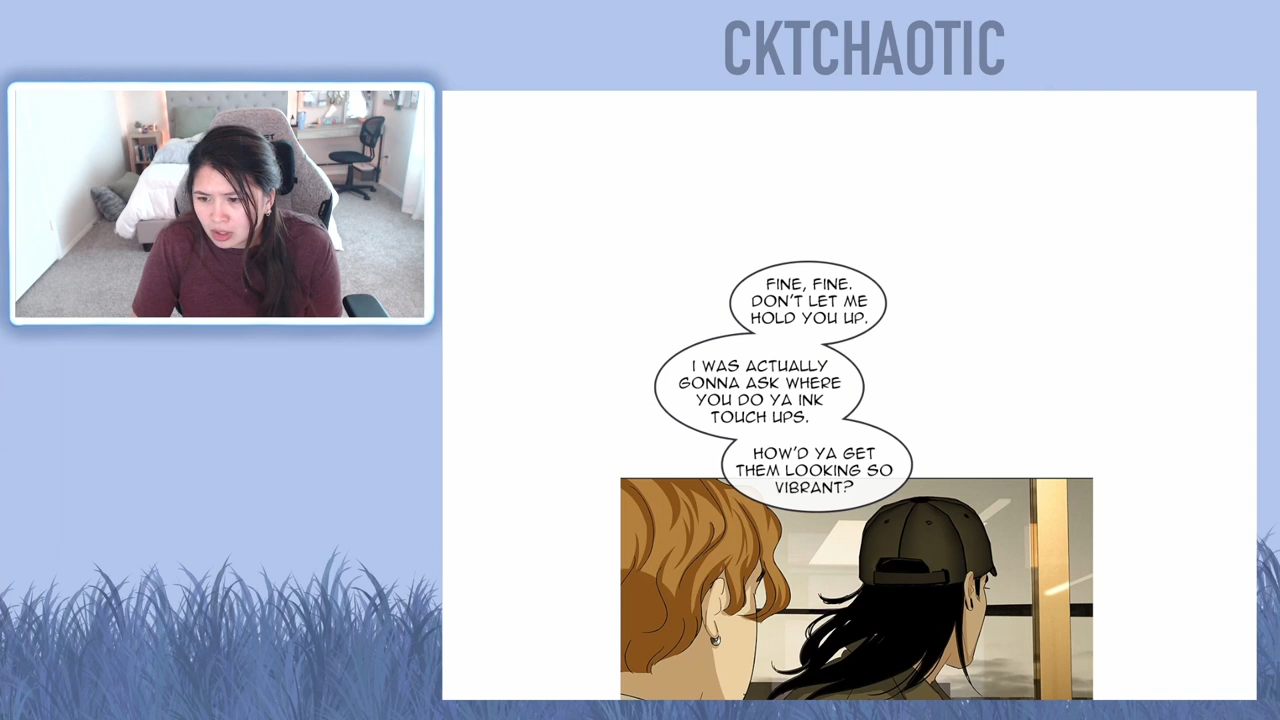 CKTCHAOTIC
FINE, FINE.
DON'T LET ME
HOLD YOU UP.
I WAS ACTUALLY
GONNA ASK WHERE
YOU DO YA INK
TOUCH UPS.
HOW'D YA GET
THEM LOOKING SO
VIBRANT?